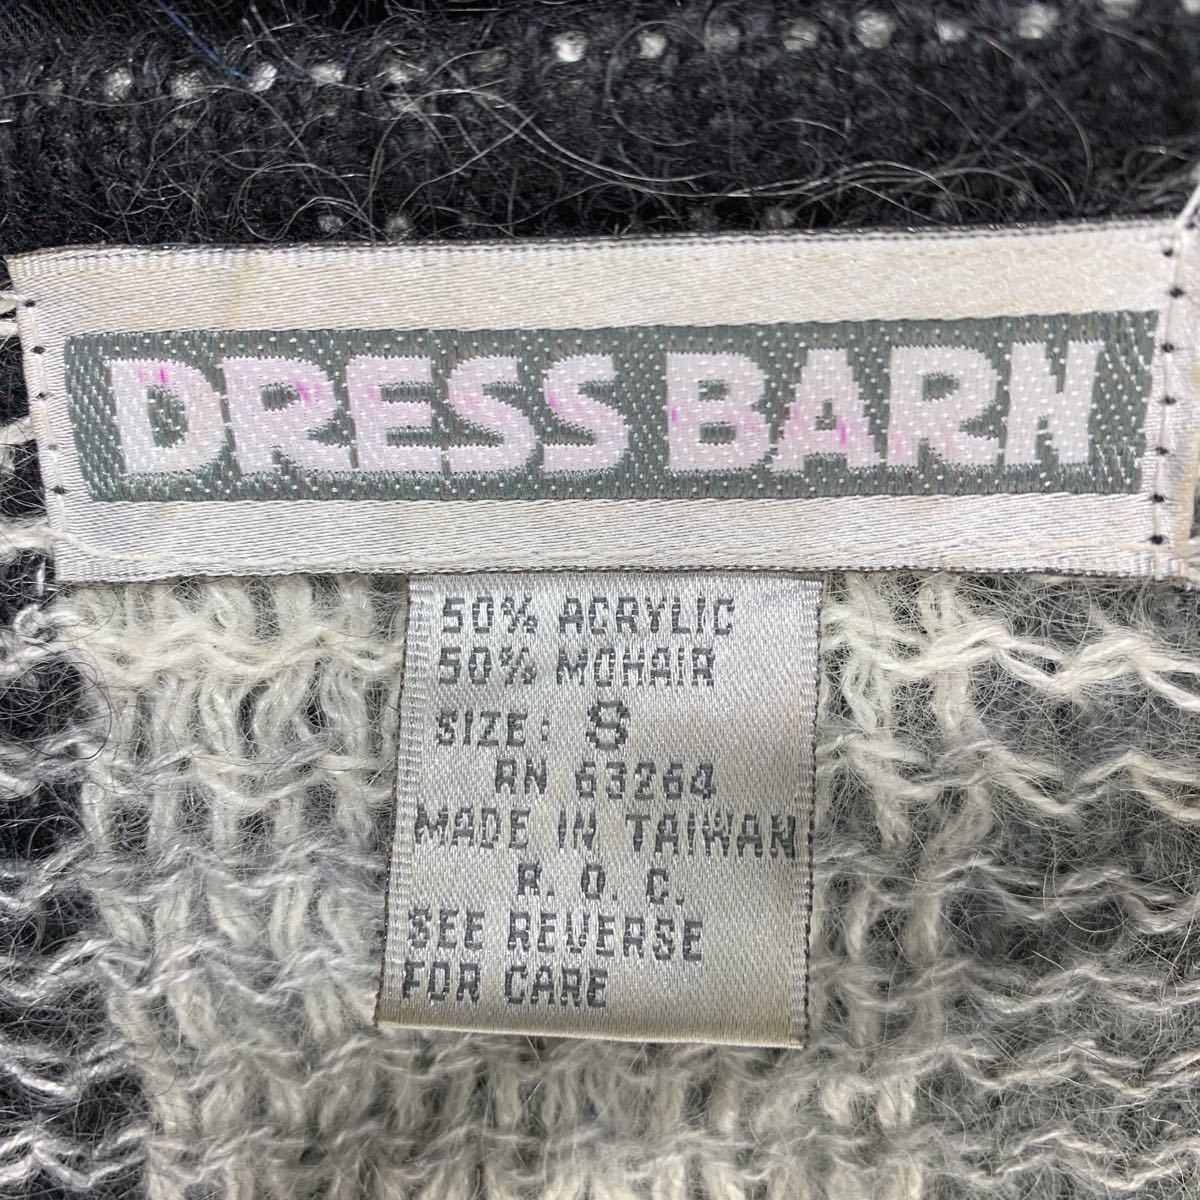 DRESS BARN
50% ACRYLIC
50% MOHAIR
SIZE: S
RN 63264
MADE IN TAIWAN
R. O. C.
SEE REVERSE
FOR CARE